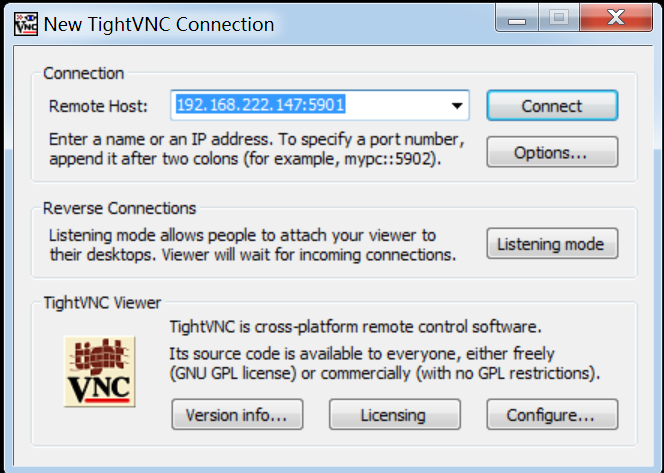 New TightVNC Connection
Connection
Remote Host: 192.168.222.147:5901 Connect
Enter a name or an IP address. To specify a port number,
append it after two colons (for example, mypc::5902).
Options...
Reverse Connections
Listening mode allows people to attach your viewer to
their desktops. Viewer will wait for incoming connections.
Listening mode
TightVNC Viewer
tight
VNC
TightVNC is cross-platform remote control software.
Its source code is available to everyone, either freely
(GNU GPL license) or commercially (with no GPL restrictions).
Version info... Licensing Configure...